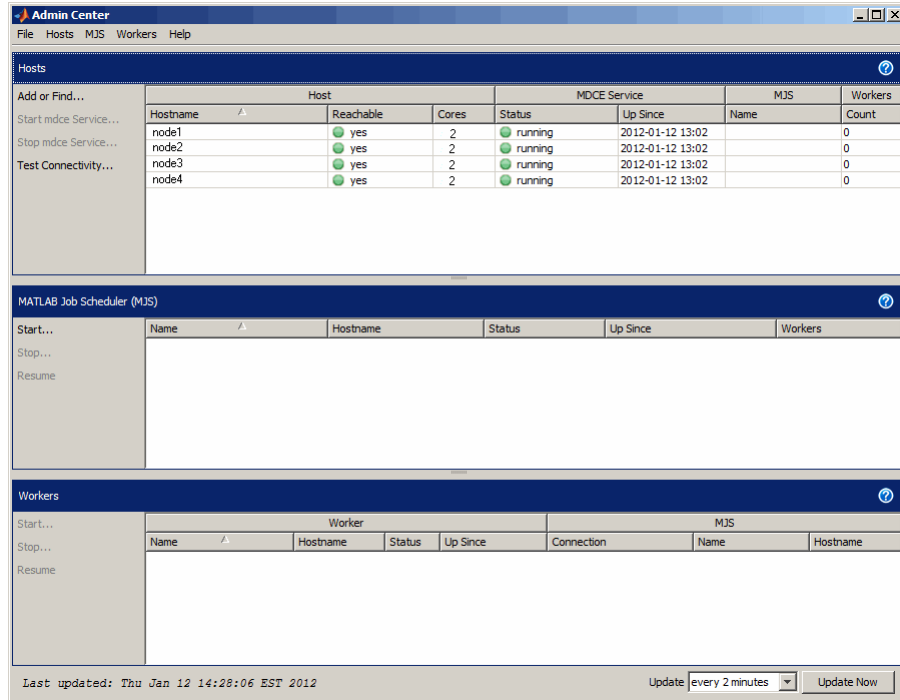 Admin Center
File Hosts MJS Workers Help
Hosts
Add or Find...
Start mdce Service...
Stop mdce Service...
Test Connectivity...
Host MDCE Service MJS Workers
Hostname Reachable Cores Status Up Since Name Count
node1 yes 2 running 2012-01-12 13:02 0
node2 yes 2 running 2012-01-12 13:02 0
node3 yes 2 running 2012-01-12 13:02 0
node4 yes 2 running 2012-01-12 13:02 0
MATLAB Job Scheduler (MJS)
Start...
Stop...
Resume
Name Hostname Status Up Since Workers
Workers
Start...
Stop...
Resume
Worker MJS
Name Hostname Status Up Since Connection Name Hostname
Last updated: Thu Jan 12 14:28:06 EST 2012 Update every 2 minutes Update Now